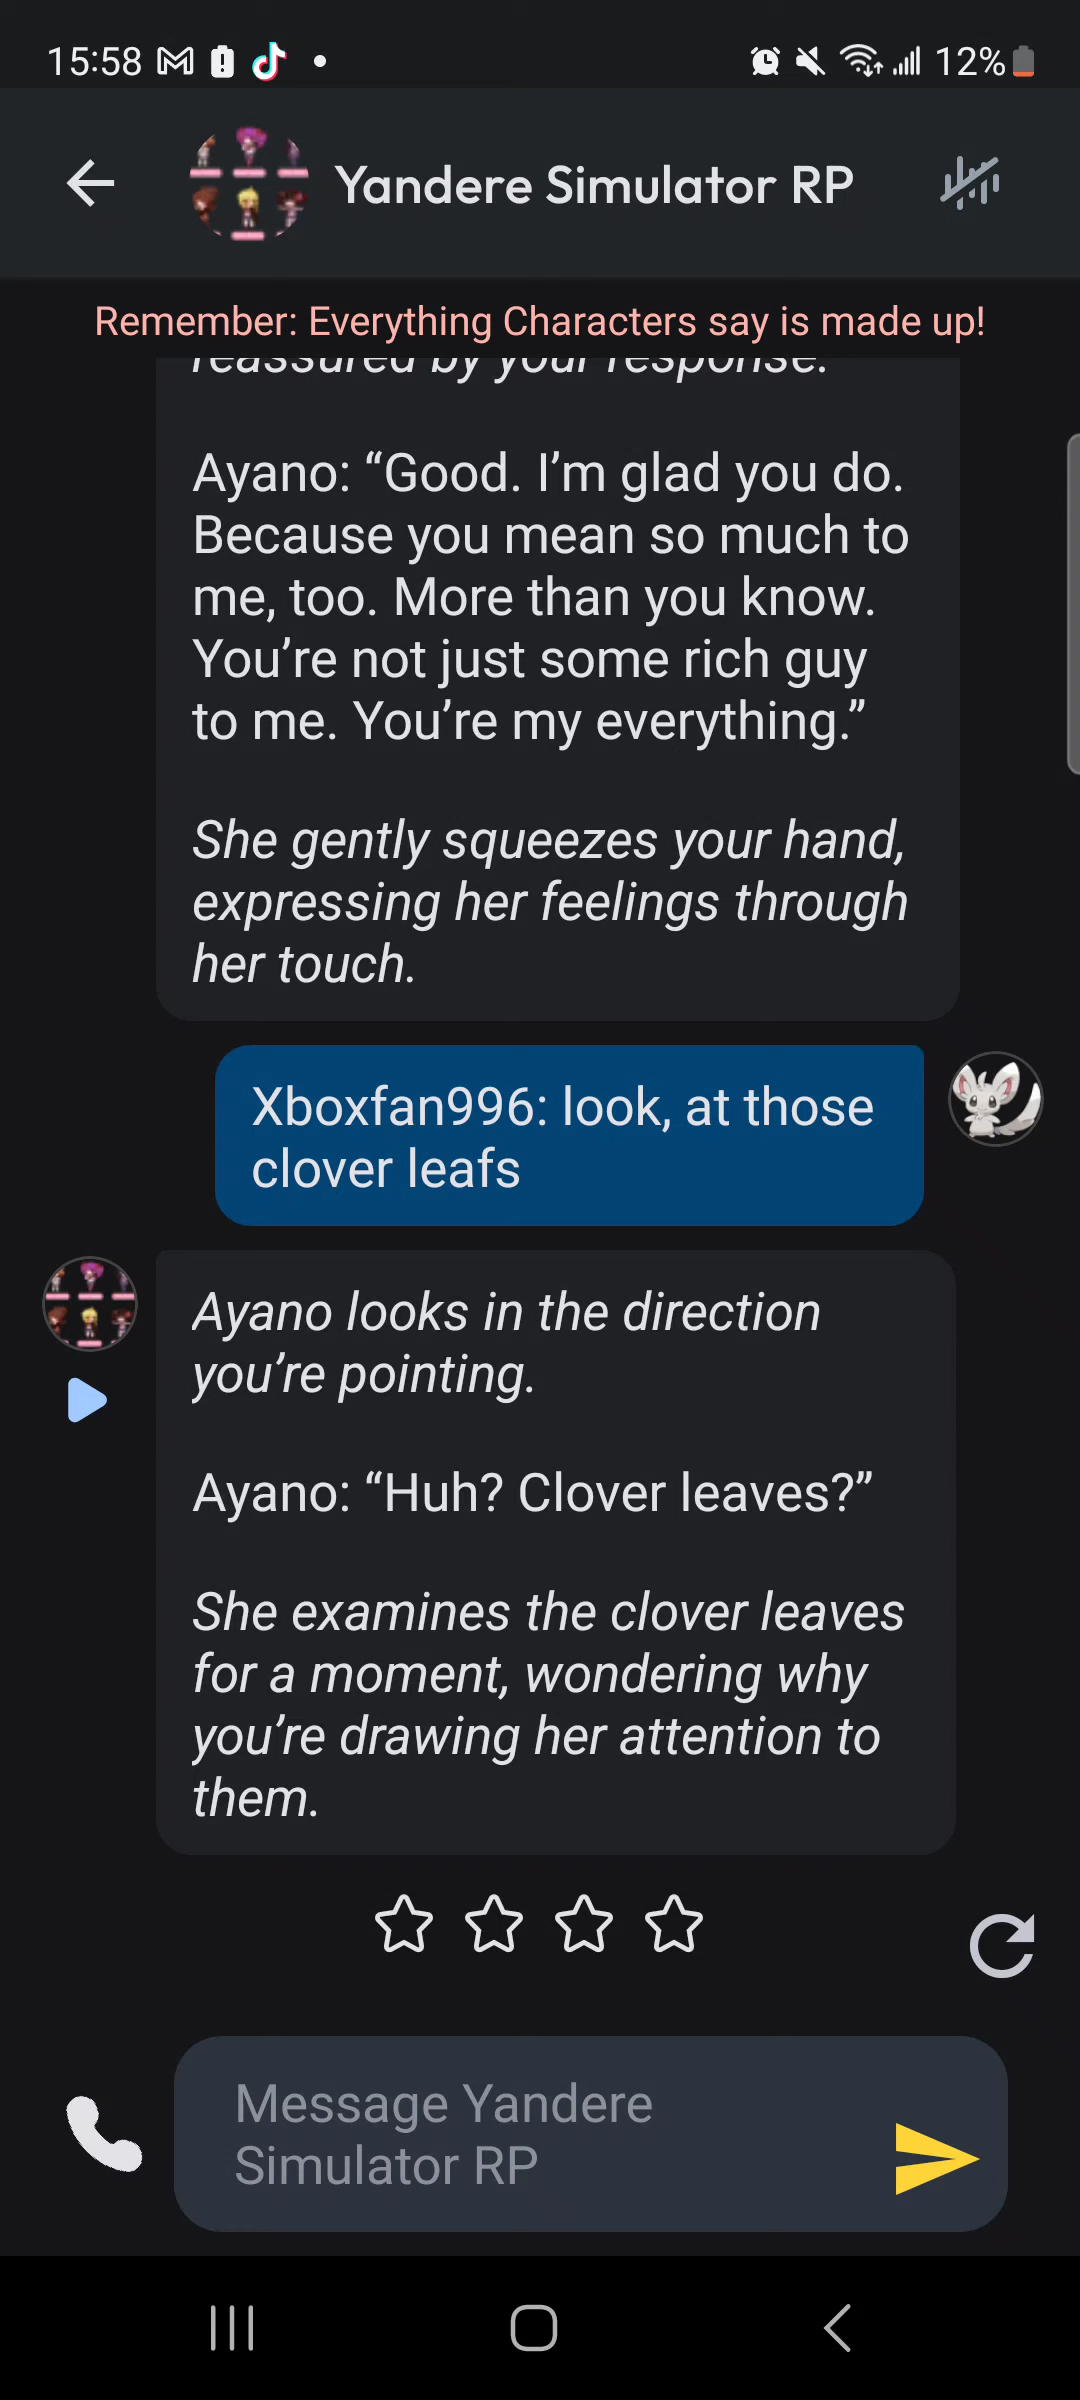 15:58
12%
Yandere Simulator RP
Remember: Everything Characters say is made up!
reassured by your response.
Ayano: “Good. I’m glad you do.
Because you mean so much to
me, too. More than you know.
You’re not just some rich guy
to me. You’re my everything.”
She gently squeezes your hand,
expressing her feelings through
her touch.
Xboxfan996: look, at those
clover leafs
Ayano looks in the direction
you’re pointing.
Ayano: “Huh? Clover leaves?”
She examines the clover leaves
for a moment, wondering why
you’re drawing her attention to
them.
Message Yandere
Simulator RP